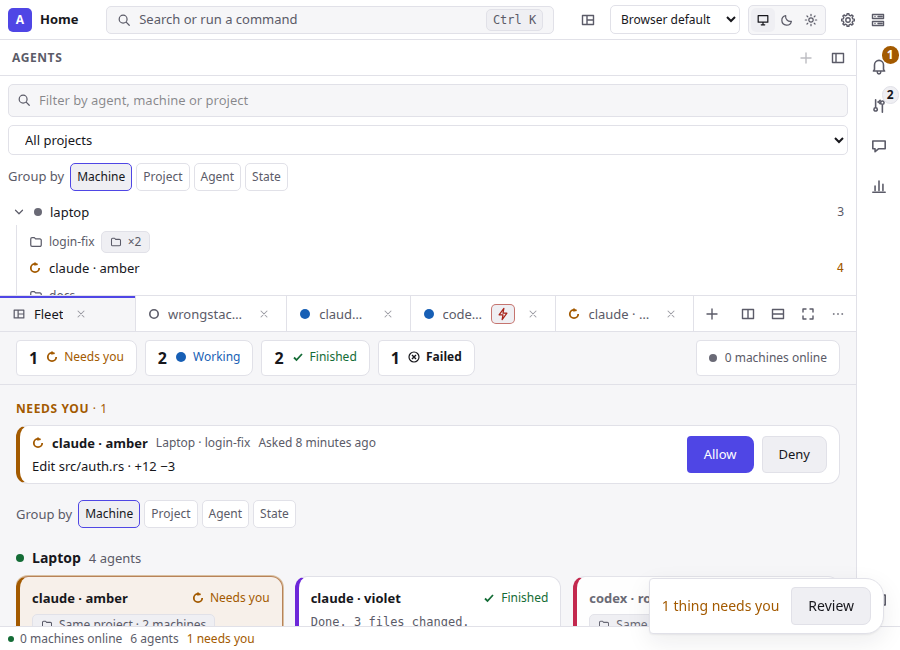 A Home Search or run a command Ctrl K Browser default
AGENTS
1
Filter by agent, machine or project
2
All projects
Group by Machine Project Agent State
laptop 3
login-fix ×2
claude · amber 4
docs
Fleet wrongstac... claud... code... claude · ...
1 Needs you 2 Working 2 Finished 1 Failed 0 machines online
NEEDS YOU · 1
claude · amber Laptop · login-fix Asked 8 minutes ago
Edit src/auth.rs · +12 −3
Allow Deny
Group by Machine Project Agent State
Laptop 4 agents
claude · amber Needs you claude · violet Finished codex · ro
Same project · 2 machines Done. 3 files changed. Same
1 thing needs you Review
0 machines online 6 agents 1 needs you